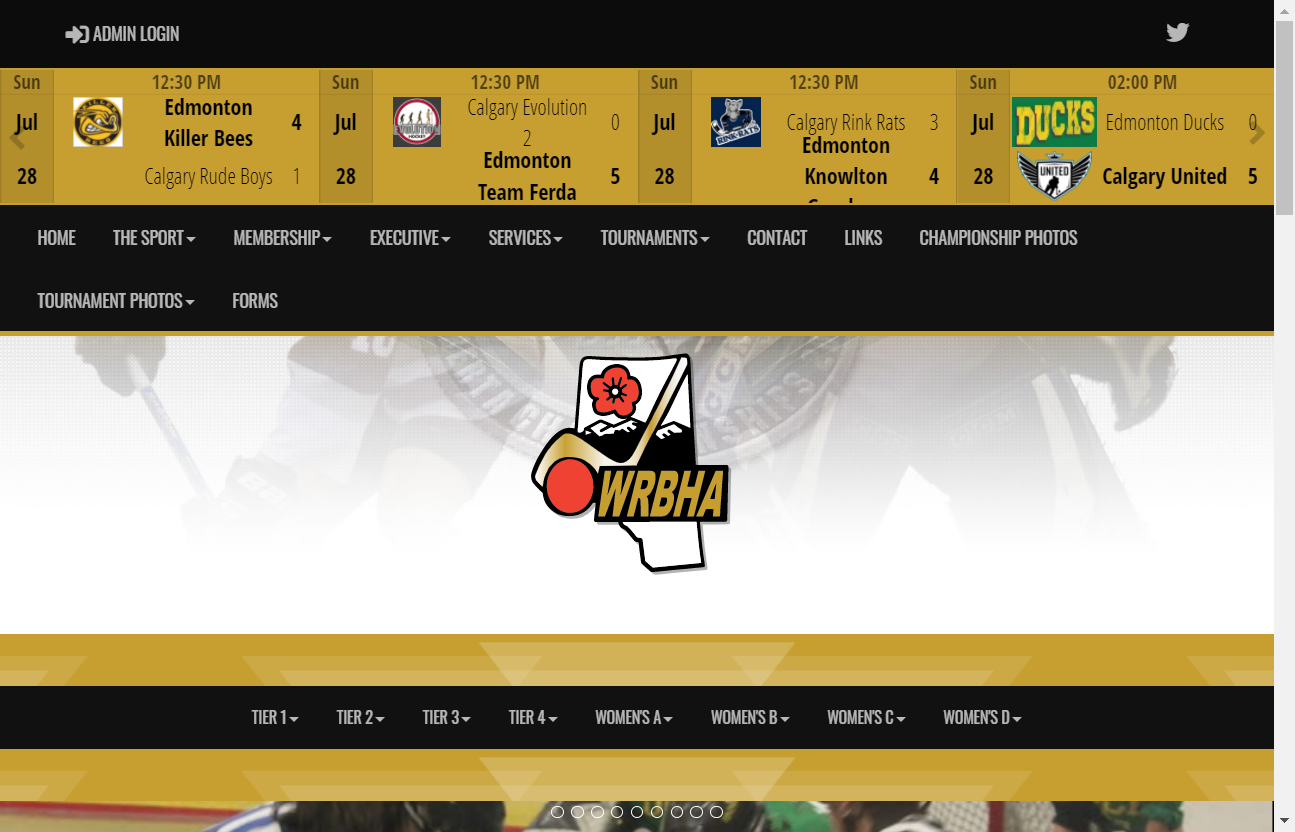 ADMIN LOGIN
Sun
Jul
28
12:30 PM
Edmonton
Killer Bees
4
Calgary Rude Boys
1
Sun
Jul
28
12:30 PM
Calgary Evolution
2
0
Edmonton
Team Ferda
5
Sun
Jul
28
12:30 PM
Calgary Rink Rats
3
Edmonton
Knowlton
4
Sun
Jul
28
02:00 PM
DUCKS
Edmonton Ducks
0
UNITED
Calgary United
5
HOME THE SPORT MEMBERSHIP EXECUTIVE SERVICES TOURNAMENTS CONTACT LINKS CHAMPIONSHIP PHOTOS
TOURNAMENT PHOTOS FORMS
WRBHA
TIER 1 TIER 2 TIER 3 TIER 4 WOMEN'S A WOMEN'S B WOMEN'S C WOMEN'S D